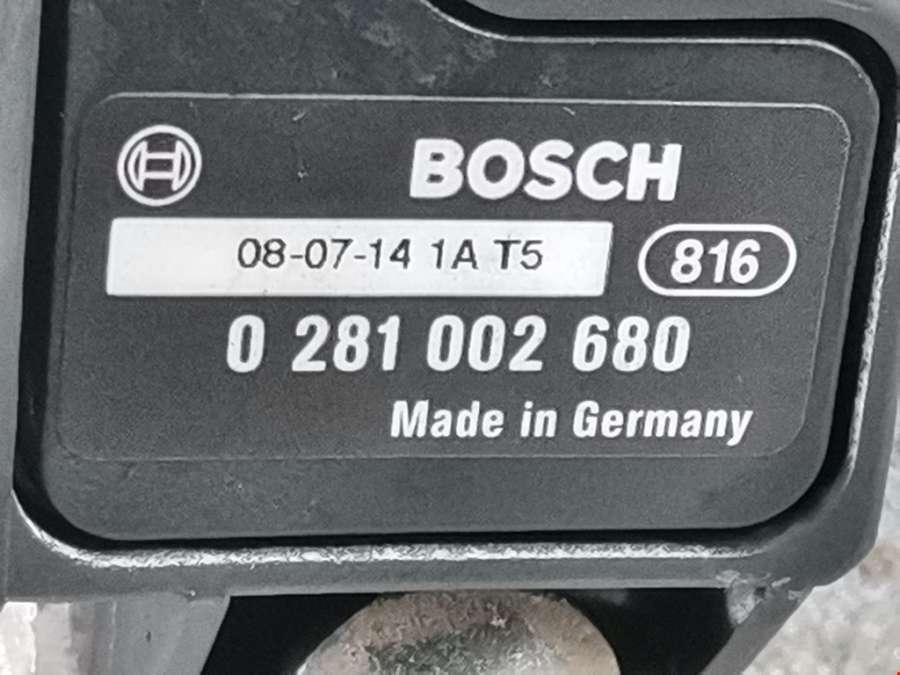 BOSCH
08-07-14 1A T5
816
0 281 002 680
Made in Germany